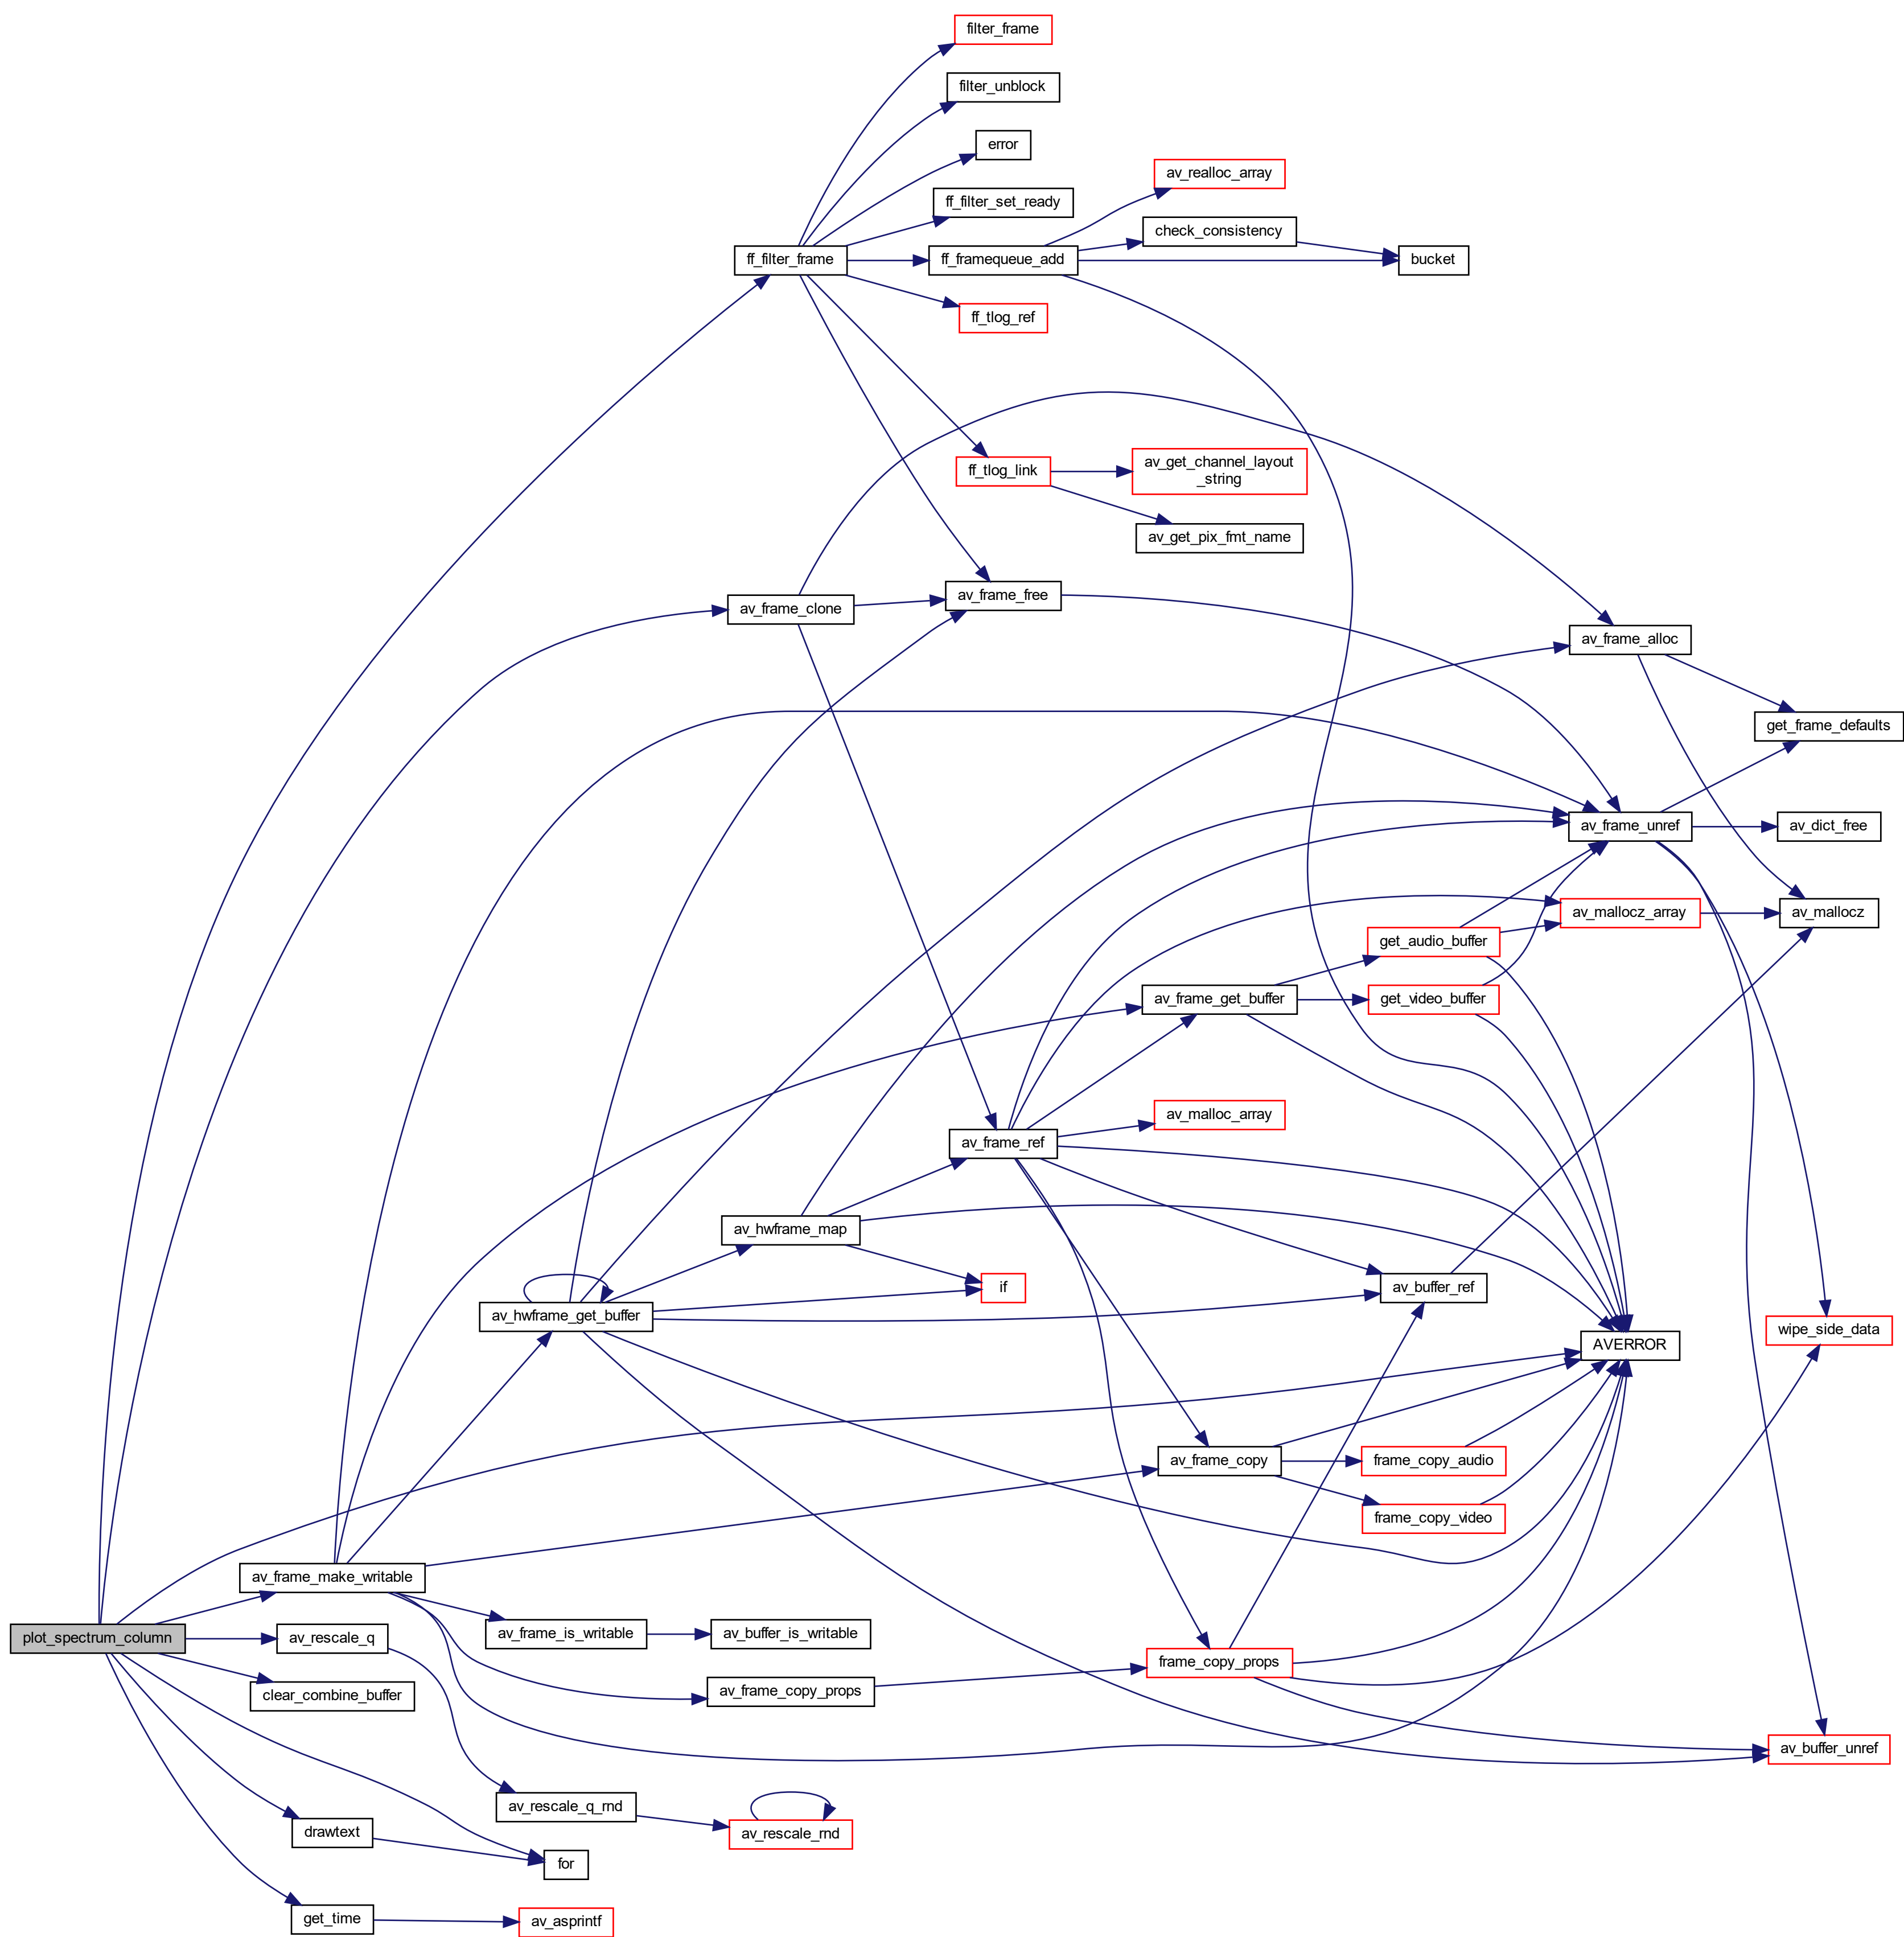 filter_frame
filter_unblock
error
av_realloc_array
ff_filter_set_ready
check_consistency
ff_filter_frame
ff_framequeue_add
bucket
ff_tlog_ref
av_get_channel_layout
_string
ff_tlog_link
av_get_pix_fmt_name
av_frame_clone
av_frame_free
av_frame_alloc
get_frame_defaults
av_frame_unref
av_dict_free
av_mallocz_array
av_mallocz
get_audio_buffer
av_frame_get_buffer
get_video_buffer
av_malloc_array
av_frame_ref
av_hwframe_map
if
av_buffer_ref
av_hwframe_get_buffer
wipe_side_data
AVERROR
av_frame_copy
frame_copy_audio
frame_copy_video
av_frame_make_writable
plot_spectrum_column
av_rescale_q
av_frame_is_writable
av_buffer_is_writable
frame_copy_props
clear_combine_buffer
av_frame_copy_props
av_buffer_unref
av_rescale_q_rnd
drawtext
av_rescale_rnd
for
get_time
av_asprintf